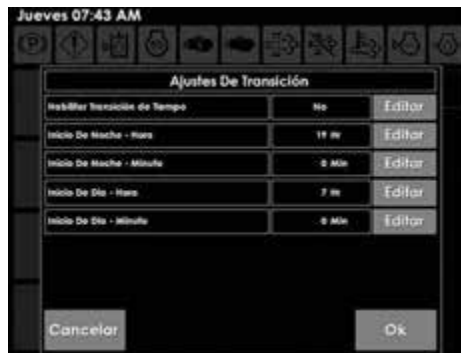 Jueves 07:43 AM
Ajustes De Transición
Habilitar Transición de Tiempo No Editar
Inicio De Noche - Hora 19 Hr Editar
Inicio De Noche - Minuto 0 Min Editar
Inicio De Dia - Hora 7 Hr Editar
Inicio De Dia - Minuto 0 Min Editar
Cancelar Ok